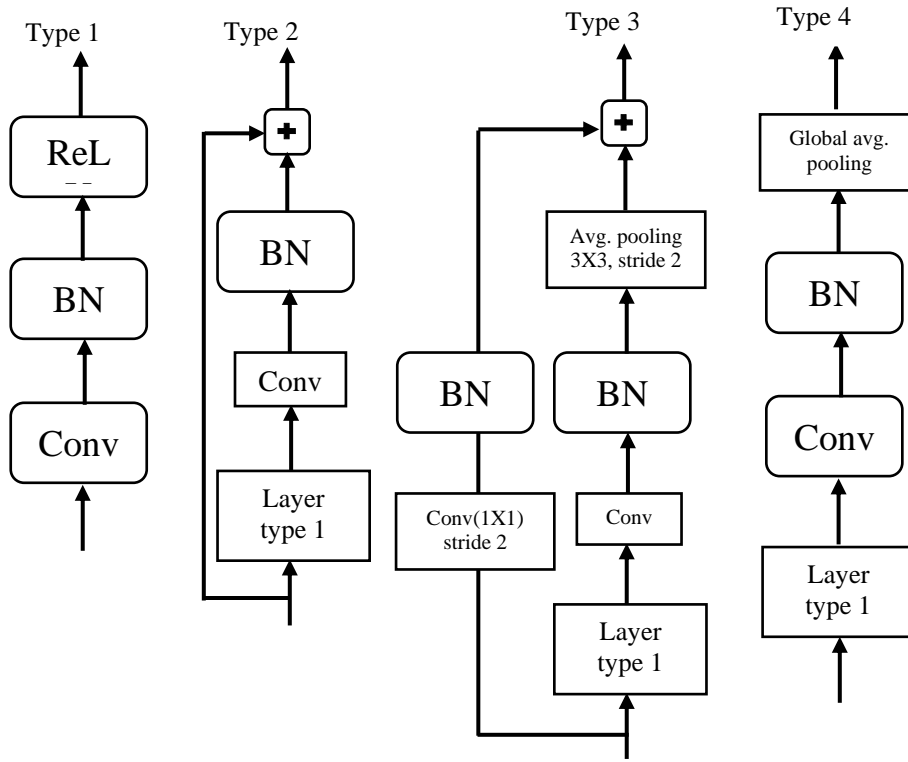 Type 1
ReL
BN
Conv
Type 2
+
BN
Conv
Layer
type 1
Type 3
+
Avg. pooling
3X3, stride 2
BN
BN
Conv(1X1)
stride 2
Conv
Layer
type 1
Type 4
Global avg.
pooling
BN
Conv
Layer
type 1